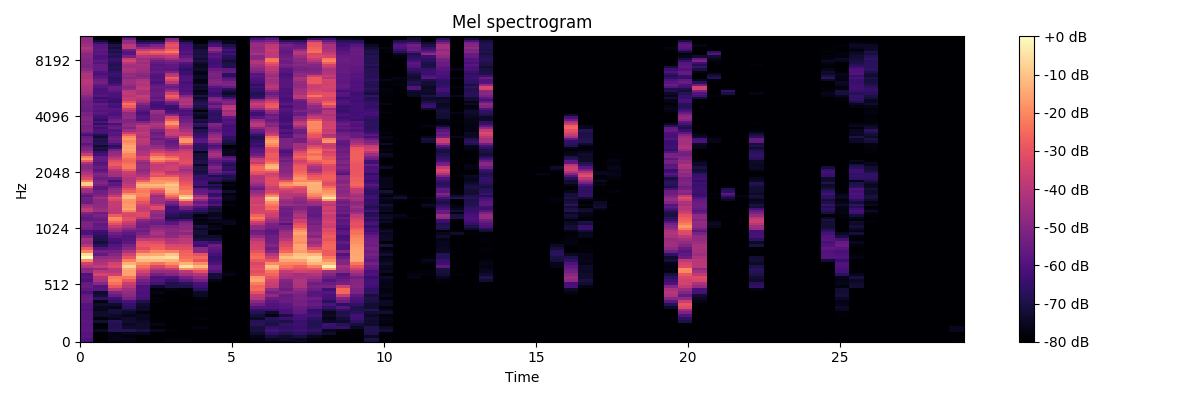 Mel spectrogram
8192
4096
2048
1024
512
0
Hz
0 5 10 15 20 25
Time
+0 dB
-10 dB
-20 dB
-30 dB
-40 dB
-50 dB
-60 dB
-70 dB
-80 dB